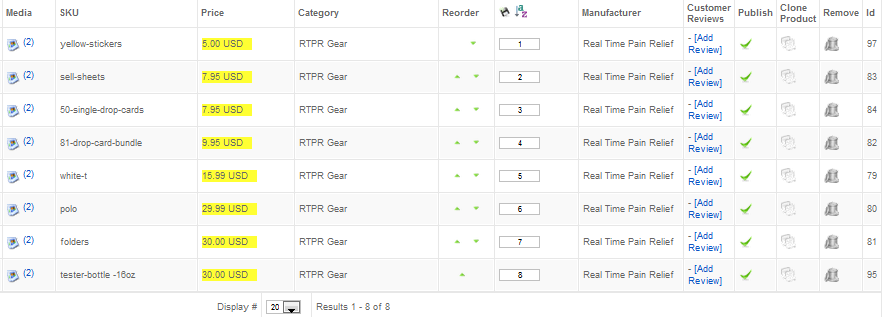 Media SKU Price Category Reorder Manufacturer Customer Reviews Publish Clone Product Remove Id
(2) yellow-stickers 5.00 USD RTPR Gear 1 Real Time Pain Relief - [Add Review] 97
(2) sell-sheets 7.95 USD RTPR Gear 2 Real Time Pain Relief - [Add Review] 83
(2) 50-single-drop-cards 7.95 USD RTPR Gear 3 Real Time Pain Relief - [Add Review] 84
(2) 81-drop-card-bundle 9.95 USD RTPR Gear 4 Real Time Pain Relief - [Add Review] 82
(2) white-t 15.99 USD RTPR Gear 5 Real Time Pain Relief - [Add Review] 79
(2) polo 29.99 USD RTPR Gear 6 Real Time Pain Relief - [Add Review] 80
(2) folders 30.00 USD RTPR Gear 7 Real Time Pain Relief - [Add Review] 81
(2) tester-bottle -16oz 30.00 USD RTPR Gear 8 Real Time Pain Relief - [Add Review] 95
Display # 20 Results 1 - 8 of 8